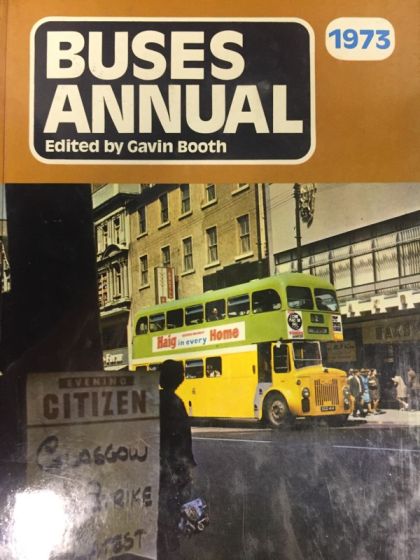 BUSES
ANNUAL
Edited by Gavin Booth
1973
Haig in every Home
EVENING
CITIZEN
GLASGOW